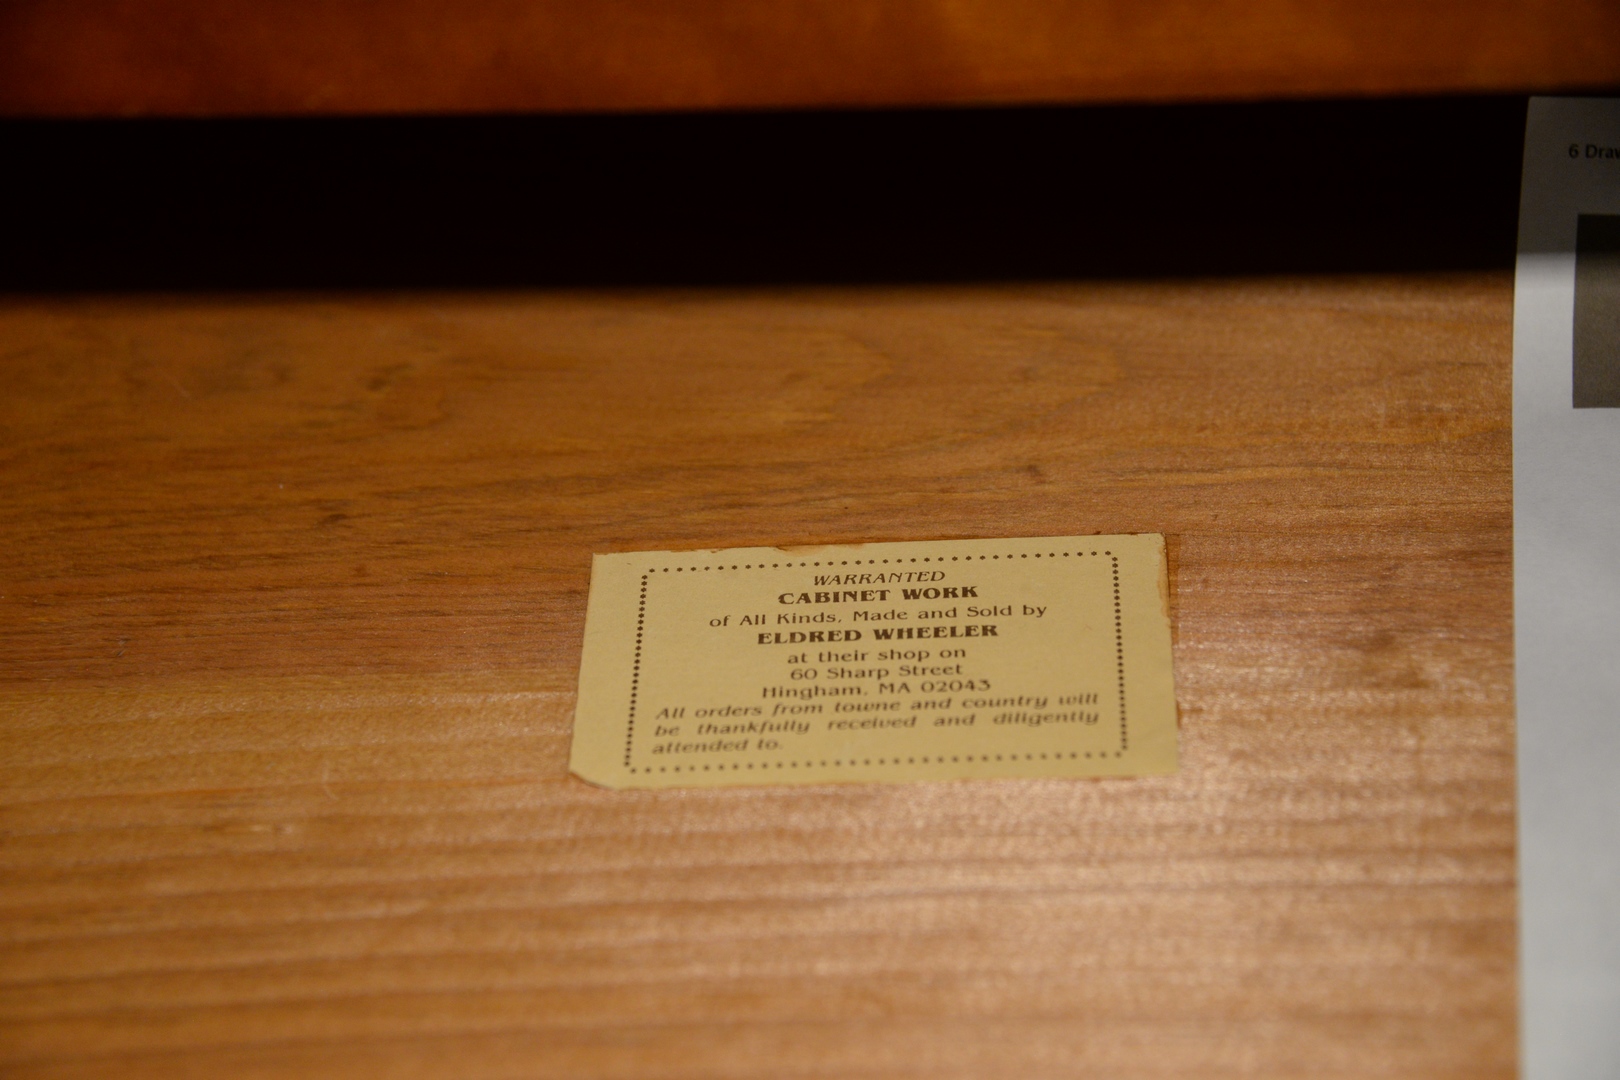 6 Draw
WARRANTED
CABINET WORK
of All Kinds, Made and Sold by
ELDRED WHEELER
at their shop on
60 Sharp Street
Hingham, MA 02043
All orders from towne and country will
be thankfully received and diligently
attended to.